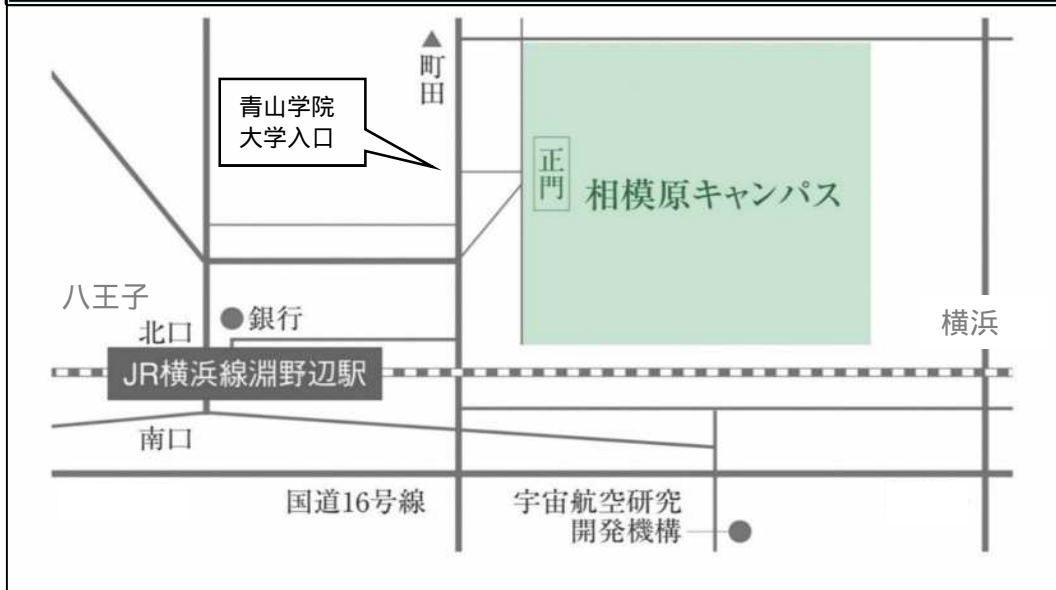 ▲
町田
青山学院
大学入口
正門
相模原キャンパス
八王子
北口
銀行
横浜
JR横浜線淵野辺駅
南口
国道16号線
宇宙航空研究
開発機構